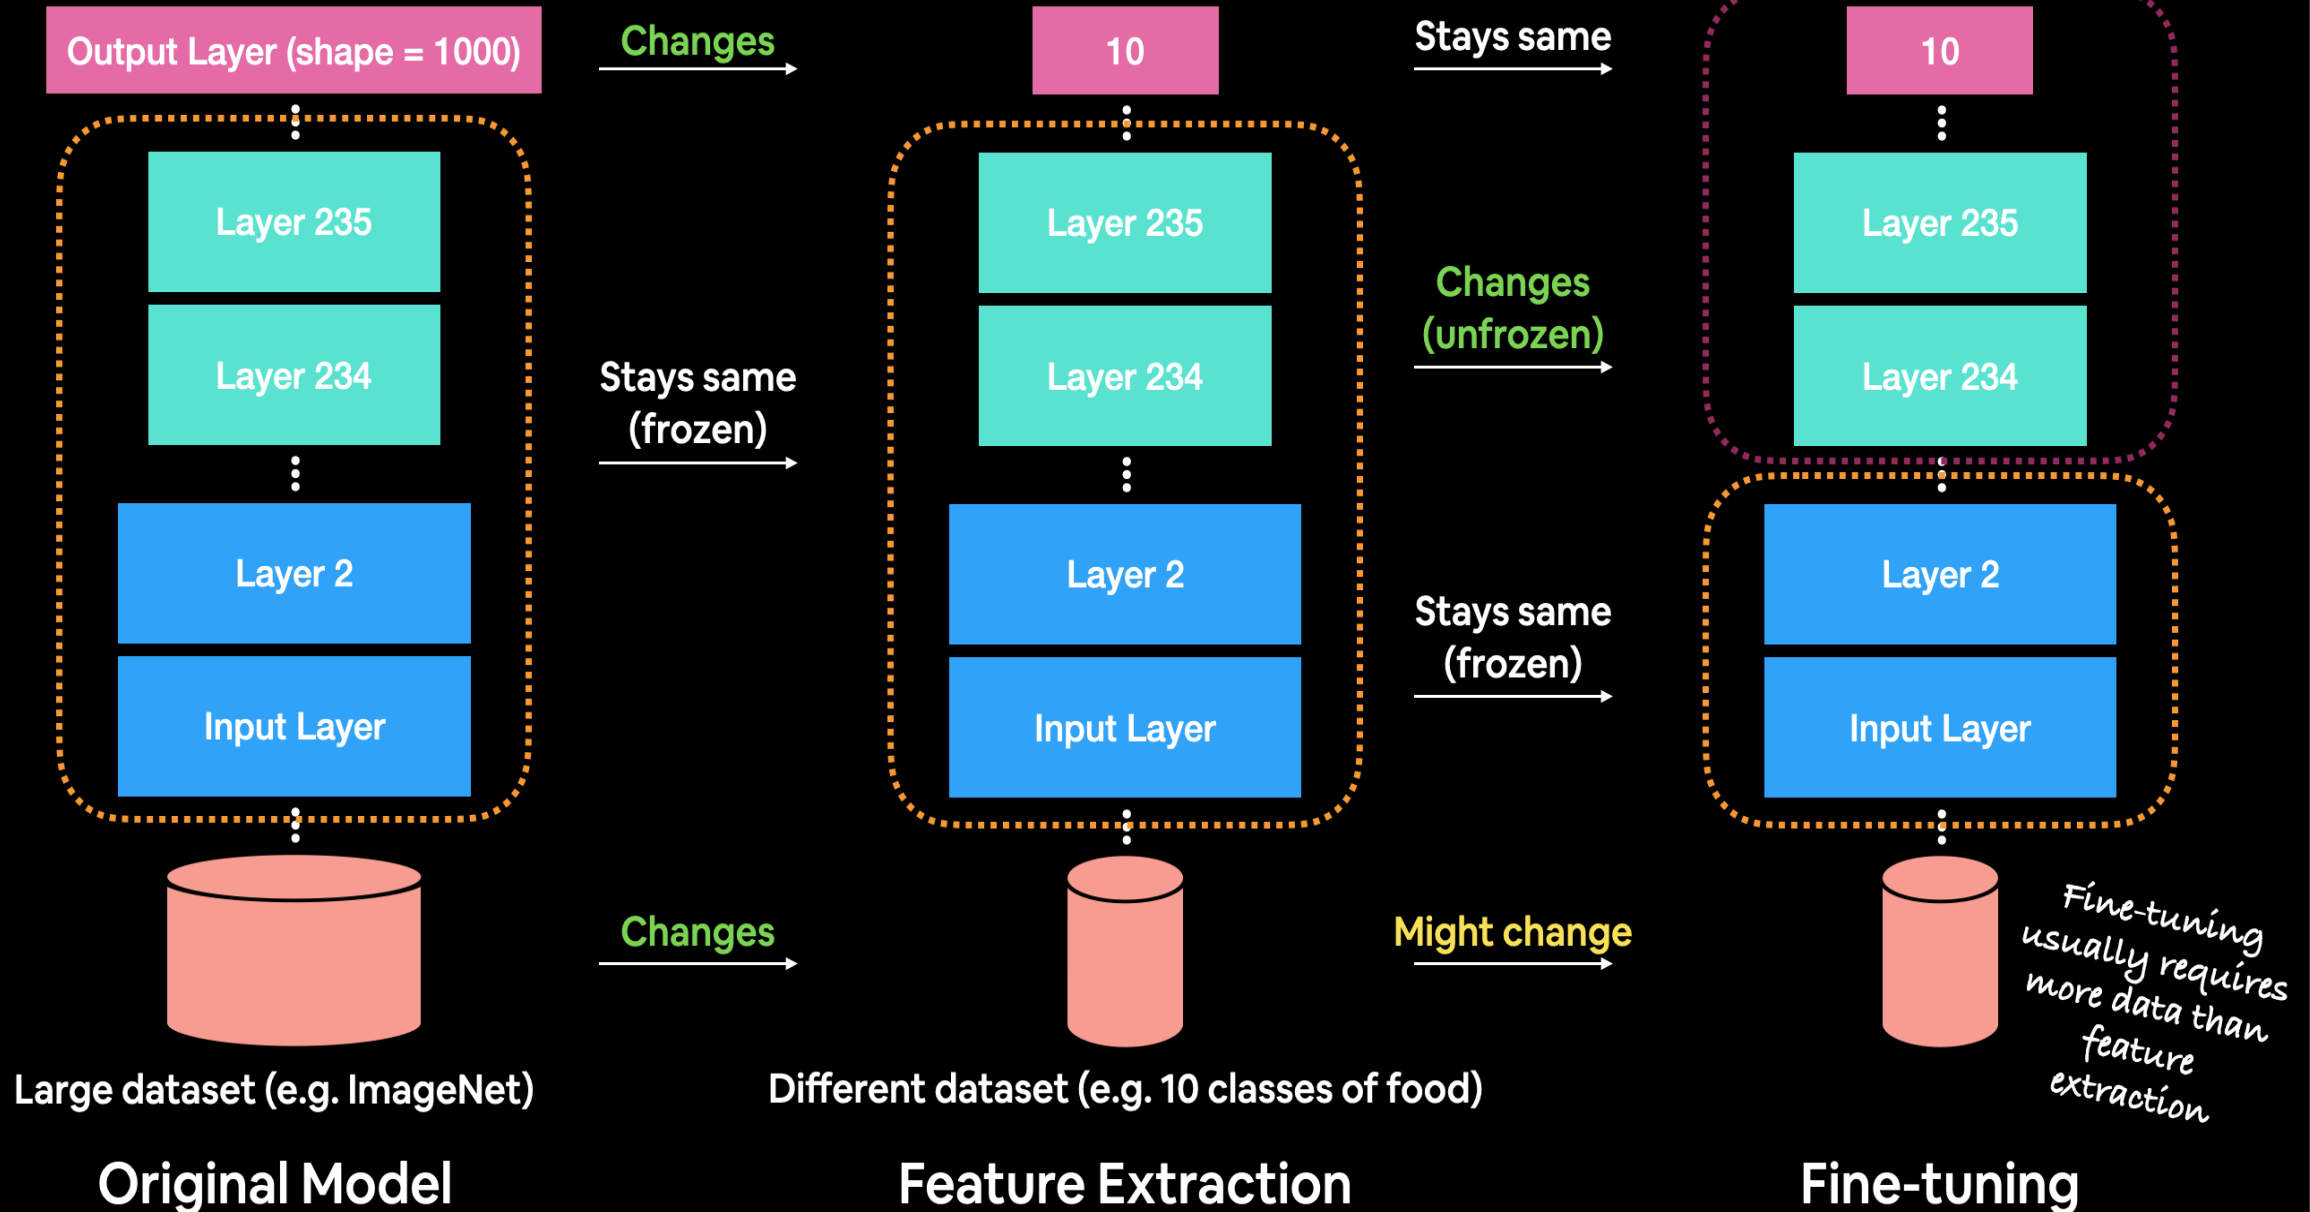 Output Layer (shape = 1000)
Layer 235
Layer 234
Layer 2
Input Layer
Large dataset (e.g. ImageNet)
Original Model
Changes
Stays same
(frozen)
Changes
10
Layer 235
Layer 234
Layer 2
Input Layer
Different dataset (e.g. 10 classes of food)
Feature Extraction
Stays same
Changes
(unfrozen)
Stays same
(frozen)
Might change
10
Layer 235
Layer 234
Layer 2
Input Layer
Fine-tuning
usually requires
more data than
feature
extraction
Fine-tuning